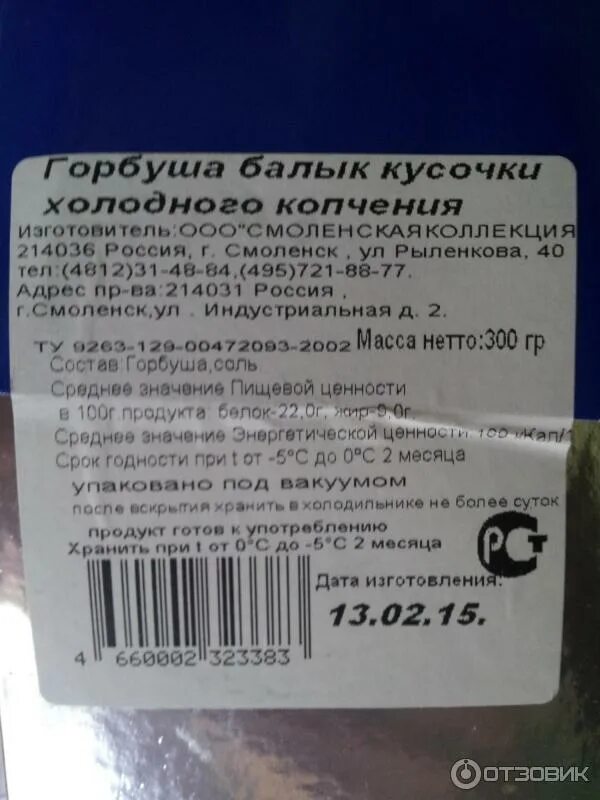 Горбуша балык кусочки
холодного копчения
изготовитель:ООО"СМОЛЕНСКАЯ КОЛЛЕКЦИЯ
214036 Россия, г. Смоленск , ул Рыленкова, 40
тел:(4812)31-48-84,(495)721-88-77.
Адрес пр-ва:214031 Россия ,
г.Смоленск,ул . Индустриальная д. 2.
ТУ 9263-129-00472093-2002 Масса нетто:300 гр
Состав:Горбуша,соль
Среднее значение Пищевой ценности
в 100г.продукта: белок-22,0г, жир-9,0г.
Среднее значение Энергетической ценности
Срок годности при t от -5°С до 0°С 2 месяца
упаковано под вакуумом
после вскрытия хранить в холодильнике не более суток
продукт готов к употреблению
Хранить при t от 0°С до -5°С 2 месяца
РСТ
Дата изготовления:
13.02.15.
4 660002 323383
ОТЗОВИК